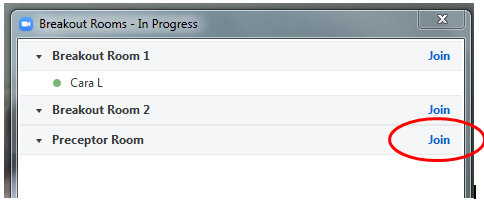 Breakout Rooms - In Progress
Breakout Room 1 Join
Cara L
Breakout Room 2 Join
Preceptor Room Join